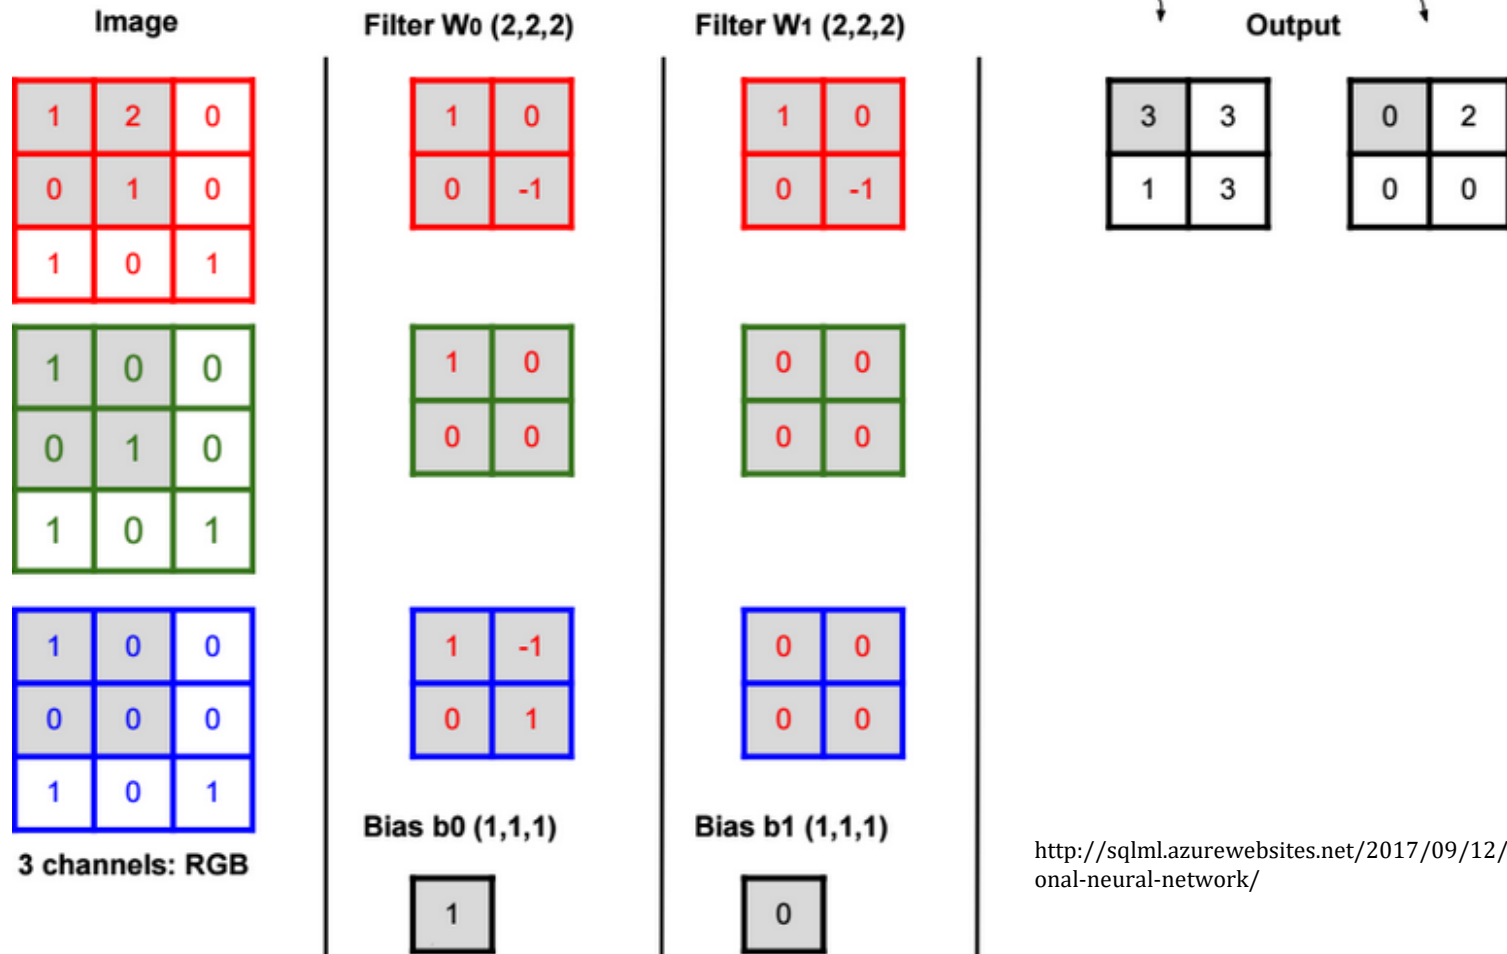 Image
Filter W0 (2,2,2)
Filter W1 (2,2,2)
Output
1 2 0
0 1 0
1 0 1
1 0
0 -1
1 0
0 -1
3 3
1 3
0 2
0 0
1 0 0
0 1 0
1 0 1
1 0
0 0
0 0
0 0
1 0 0
0 0 0
1 0 1
1 -1
0 1
0 0
0 0
3 channels: RGB
Bias b0 (1,1,1)
1
Bias b1 (1,1,1)
0
http://sqlml.azurewebsites.net/2017/09/12/
onal-neural-network/